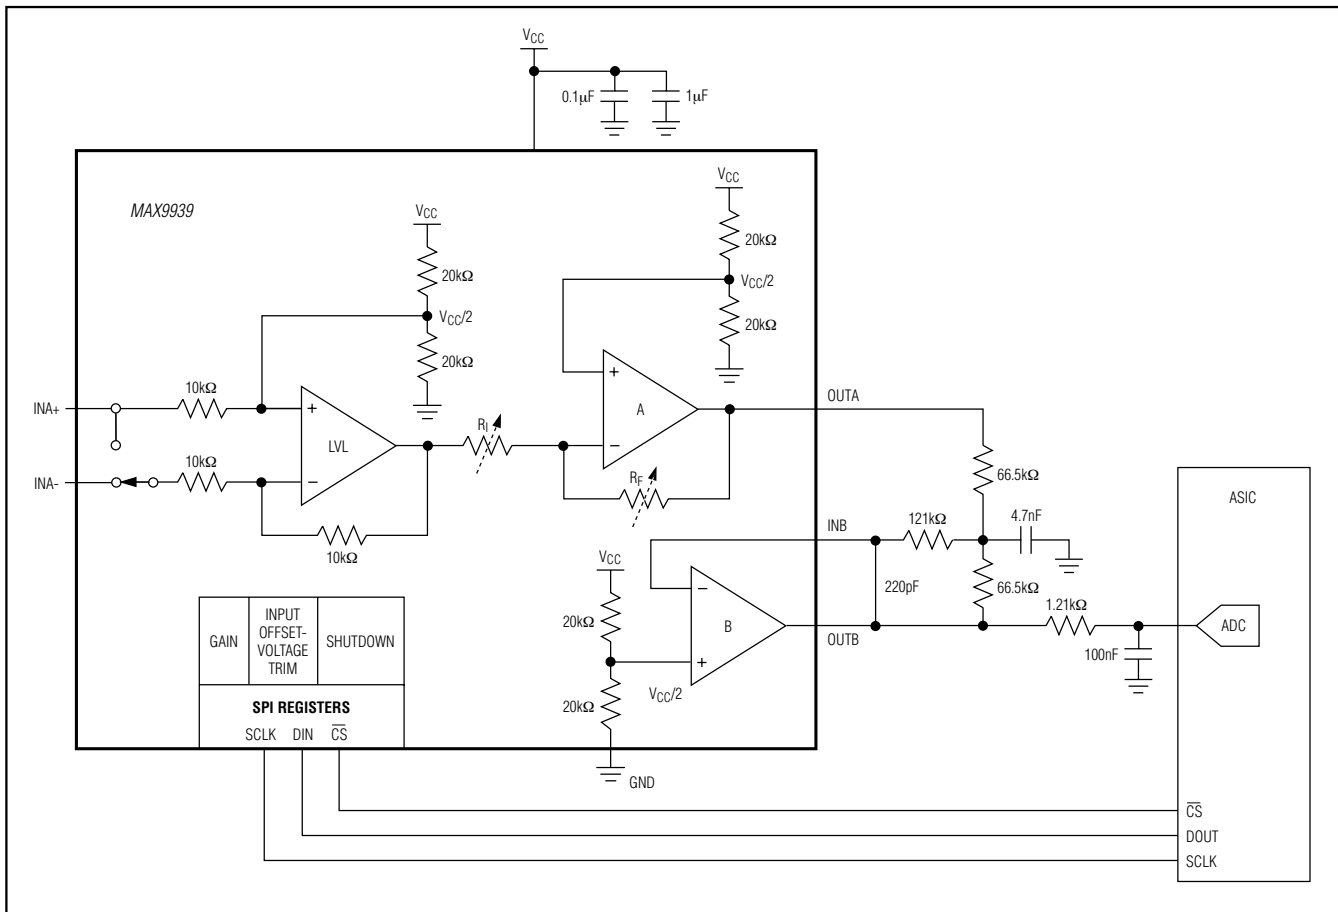 VCC
0.1µF
1µF
MAX9939
VCC
20kΩ
VCC/2
20kΩ
VCC
20kΩ
VCC/2
20kΩ
INA+
10kΩ
+
LVL
INA-
10kΩ
−
10kΩ
RI
+
A
−
RF
OUTA
66.5kΩ
ASIC
INB
121kΩ
4.7nF
VCC
20kΩ
−
B
+
220pF
66.5kΩ
1.21kΩ
ADC
OUTB
100nF
VCC/2
20kΩ
GND
GAIN
INPUT
OFFSET-
VOLTAGE
TRIM
SHUTDOWN
SPI REGISTERS
SCLK DIN C̅S̅
C̅S̅
DOUT
SCLK